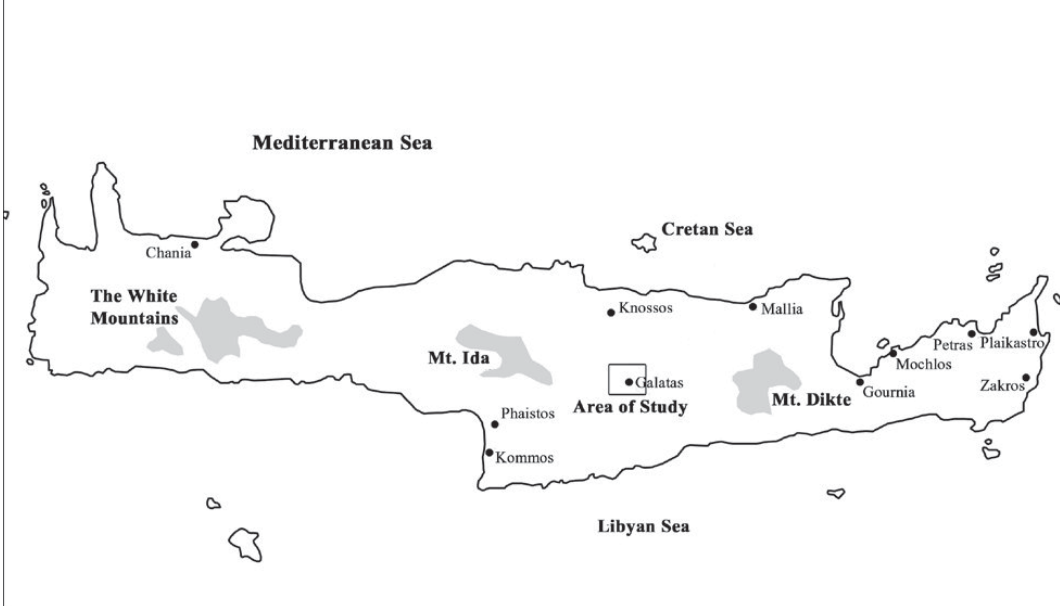 Mediterranean Sea
Cretan Sea
Chania
The White
Mountains
Knossos
Mallia
Mt. Ida
Petras
Plaikastro
Mochlos
Galatas
Zakros
Gournia
Mt. Dikte
Area of Study
Phaistos
Kommos
Libyan Sea